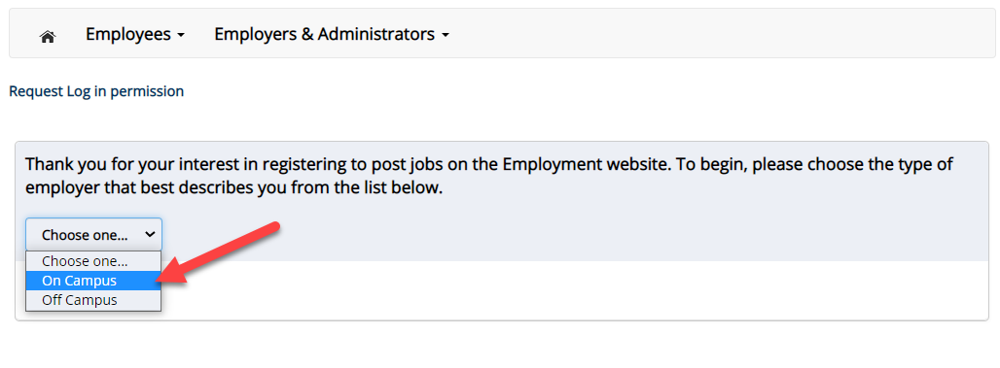 Employees Employers & Administrators
Request Log in permission
Thank you for your interest in registering to post jobs on the Employment website. To begin, please choose the type of
employer that best describes you from the list below.
Choose one...
Choose one...
On Campus
Off Campus